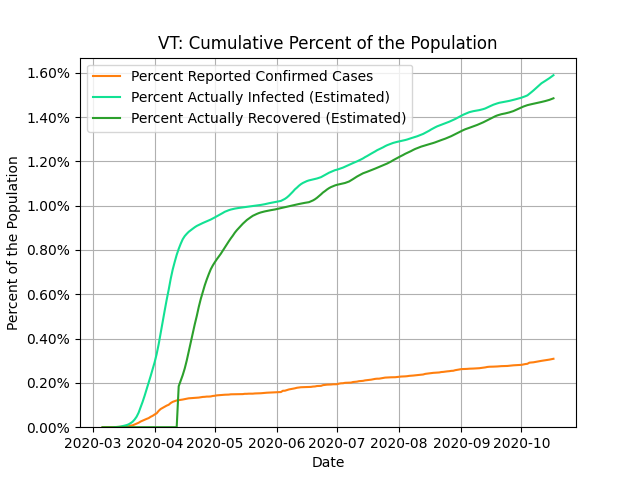 VT: Cumulative Percent of the Population
Percent Reported Confirmed Cases
Percent Actually Infected (Estimated)
Percent Actually Recovered (Estimated)
Percent of the Population
1.60%
1.40%
1.20%
1.00%
0.80%
0.60%
0.40%
0.20%
0.00%
2020-03 2020-04 2020-05 2020-06 2020-07 2020-08 2020-09 2020-10
Date